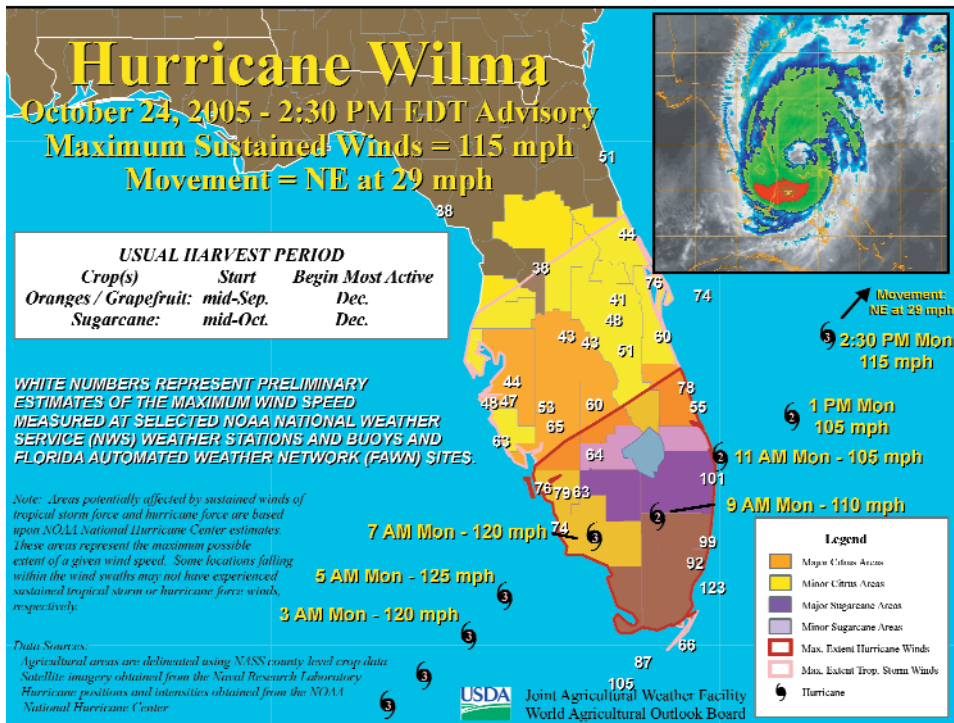 Hurricane Wilma
October 24, 2005 - 2:30 PM EDT Advisory
Maximum Sustained Winds = 115 mph
Movement = NE at 29 mph
51
38
44
38
76
74
41
48
43
43
51
60
USUAL HARVEST PERIOD
Crop(s) Start Begin Most Active
Oranges / Grapefruit: mid-Sep. Dec.
Sugarcane: mid-Oct. Dec.
Movement:
NE at 29 mph
3
2:30 PM Mon
115 mph
WHITE NUMBERS REPRESENT PRELIMINARY
ESTIMATES OF THE MAXIMUM WIND SPEED
MEASURED AT SELECTED NOAA NATIONAL WEATHER
SERVICE (NWS) WEATHER STATIONS AND BUOYS AND
FLORIDA AUTOMATED WEATHER NETWORK (FAWN) SITES.
44
48
47
53
60
78
55
65
63
64
2
1 PM Mon
105 mph
2
11 AM Mon - 105 mph
101
76
79
63
2
9 AM Mon - 110 mph
7 AM Mon - 120 mph
74
3
99
92
123
5 AM Mon - 125 mph
3
3 AM Mon - 120 mph
3
66
87
105
3
3
Note: Areas potentially affected by sustained winds of
tropical storm force and hurricane force are based
upon NOAA National Hurricane Center estimates.
These areas represent the maximum possible
extent of a given wind speed. Some locations falling
within the wind swaths may not have experienced
sustained tropical storm or hurricane force winds,
respectively.
Data Sources:
Agricultural areas are delineated using NASS county level crop data
Satellite imagery obtained from the Naval Research Laboratory
Hurricane positions and intensities obtained from the NOAA
National Hurricane Center
USDA
Joint Agricultural Weather Facility
World Agricultural Outlook Board
Legend
Major Citrus Areas
Minor Citrus Areas
Major Sugarcane Areas
Minor Sugarcane Areas
Max. Extent Hurricane Winds
Max. Extent Trop. Storm Winds
Hurricane